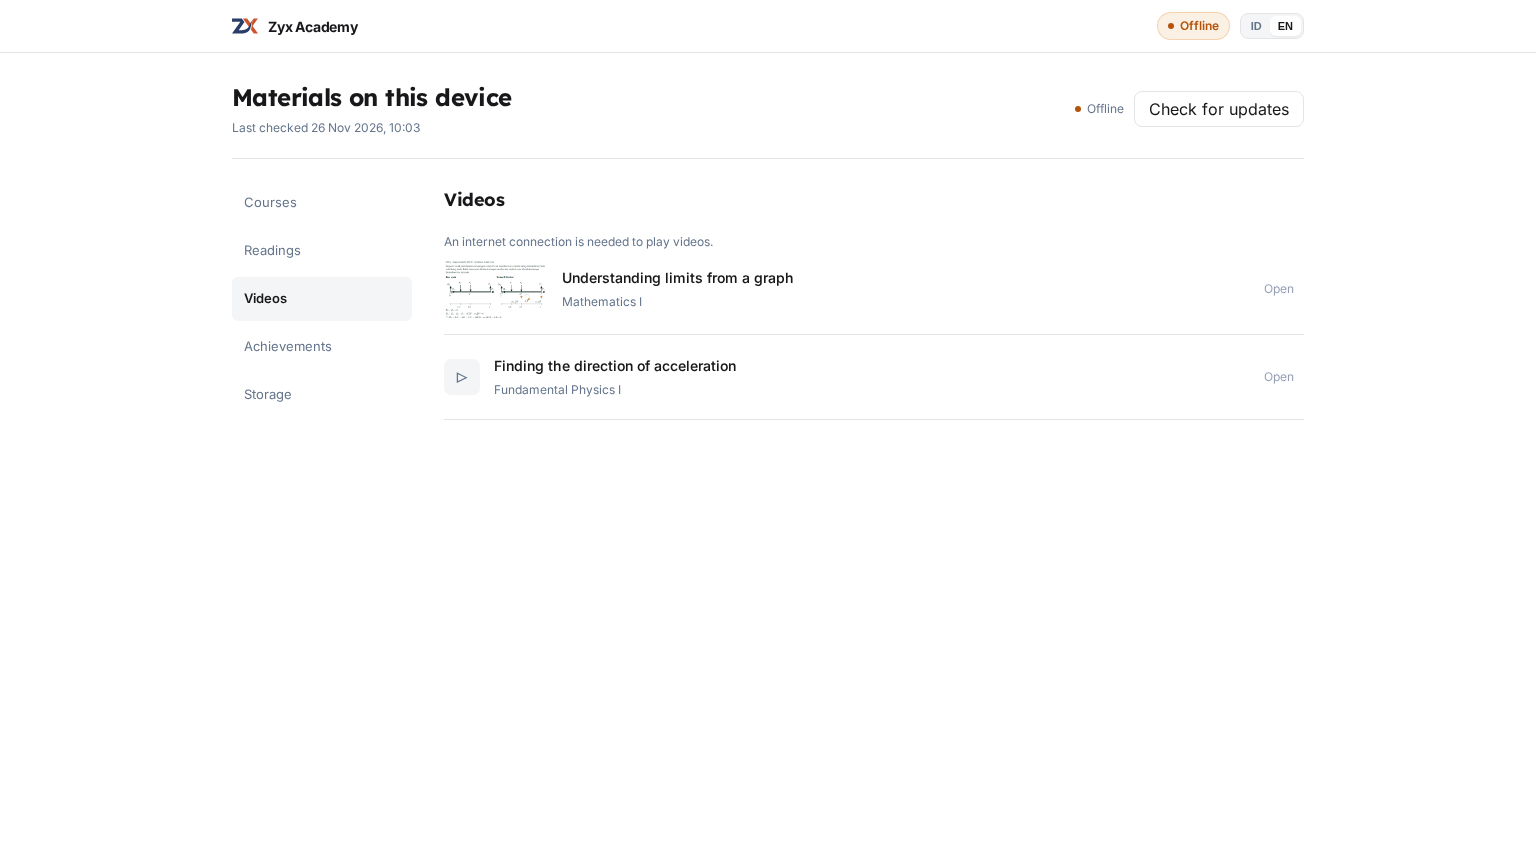 Zyx Academy
Offline
ID EN
Materials on this device
Last checked 26 Nov 2026, 10:03
Offline
Check for updates
Courses
Readings
Videos
Achievements
Storage
Videos
An internet connection is needed to play videos.
Understanding limits from a graph
Mathematics I
Open
Finding the direction of acceleration
Fundamental Physics I
Open